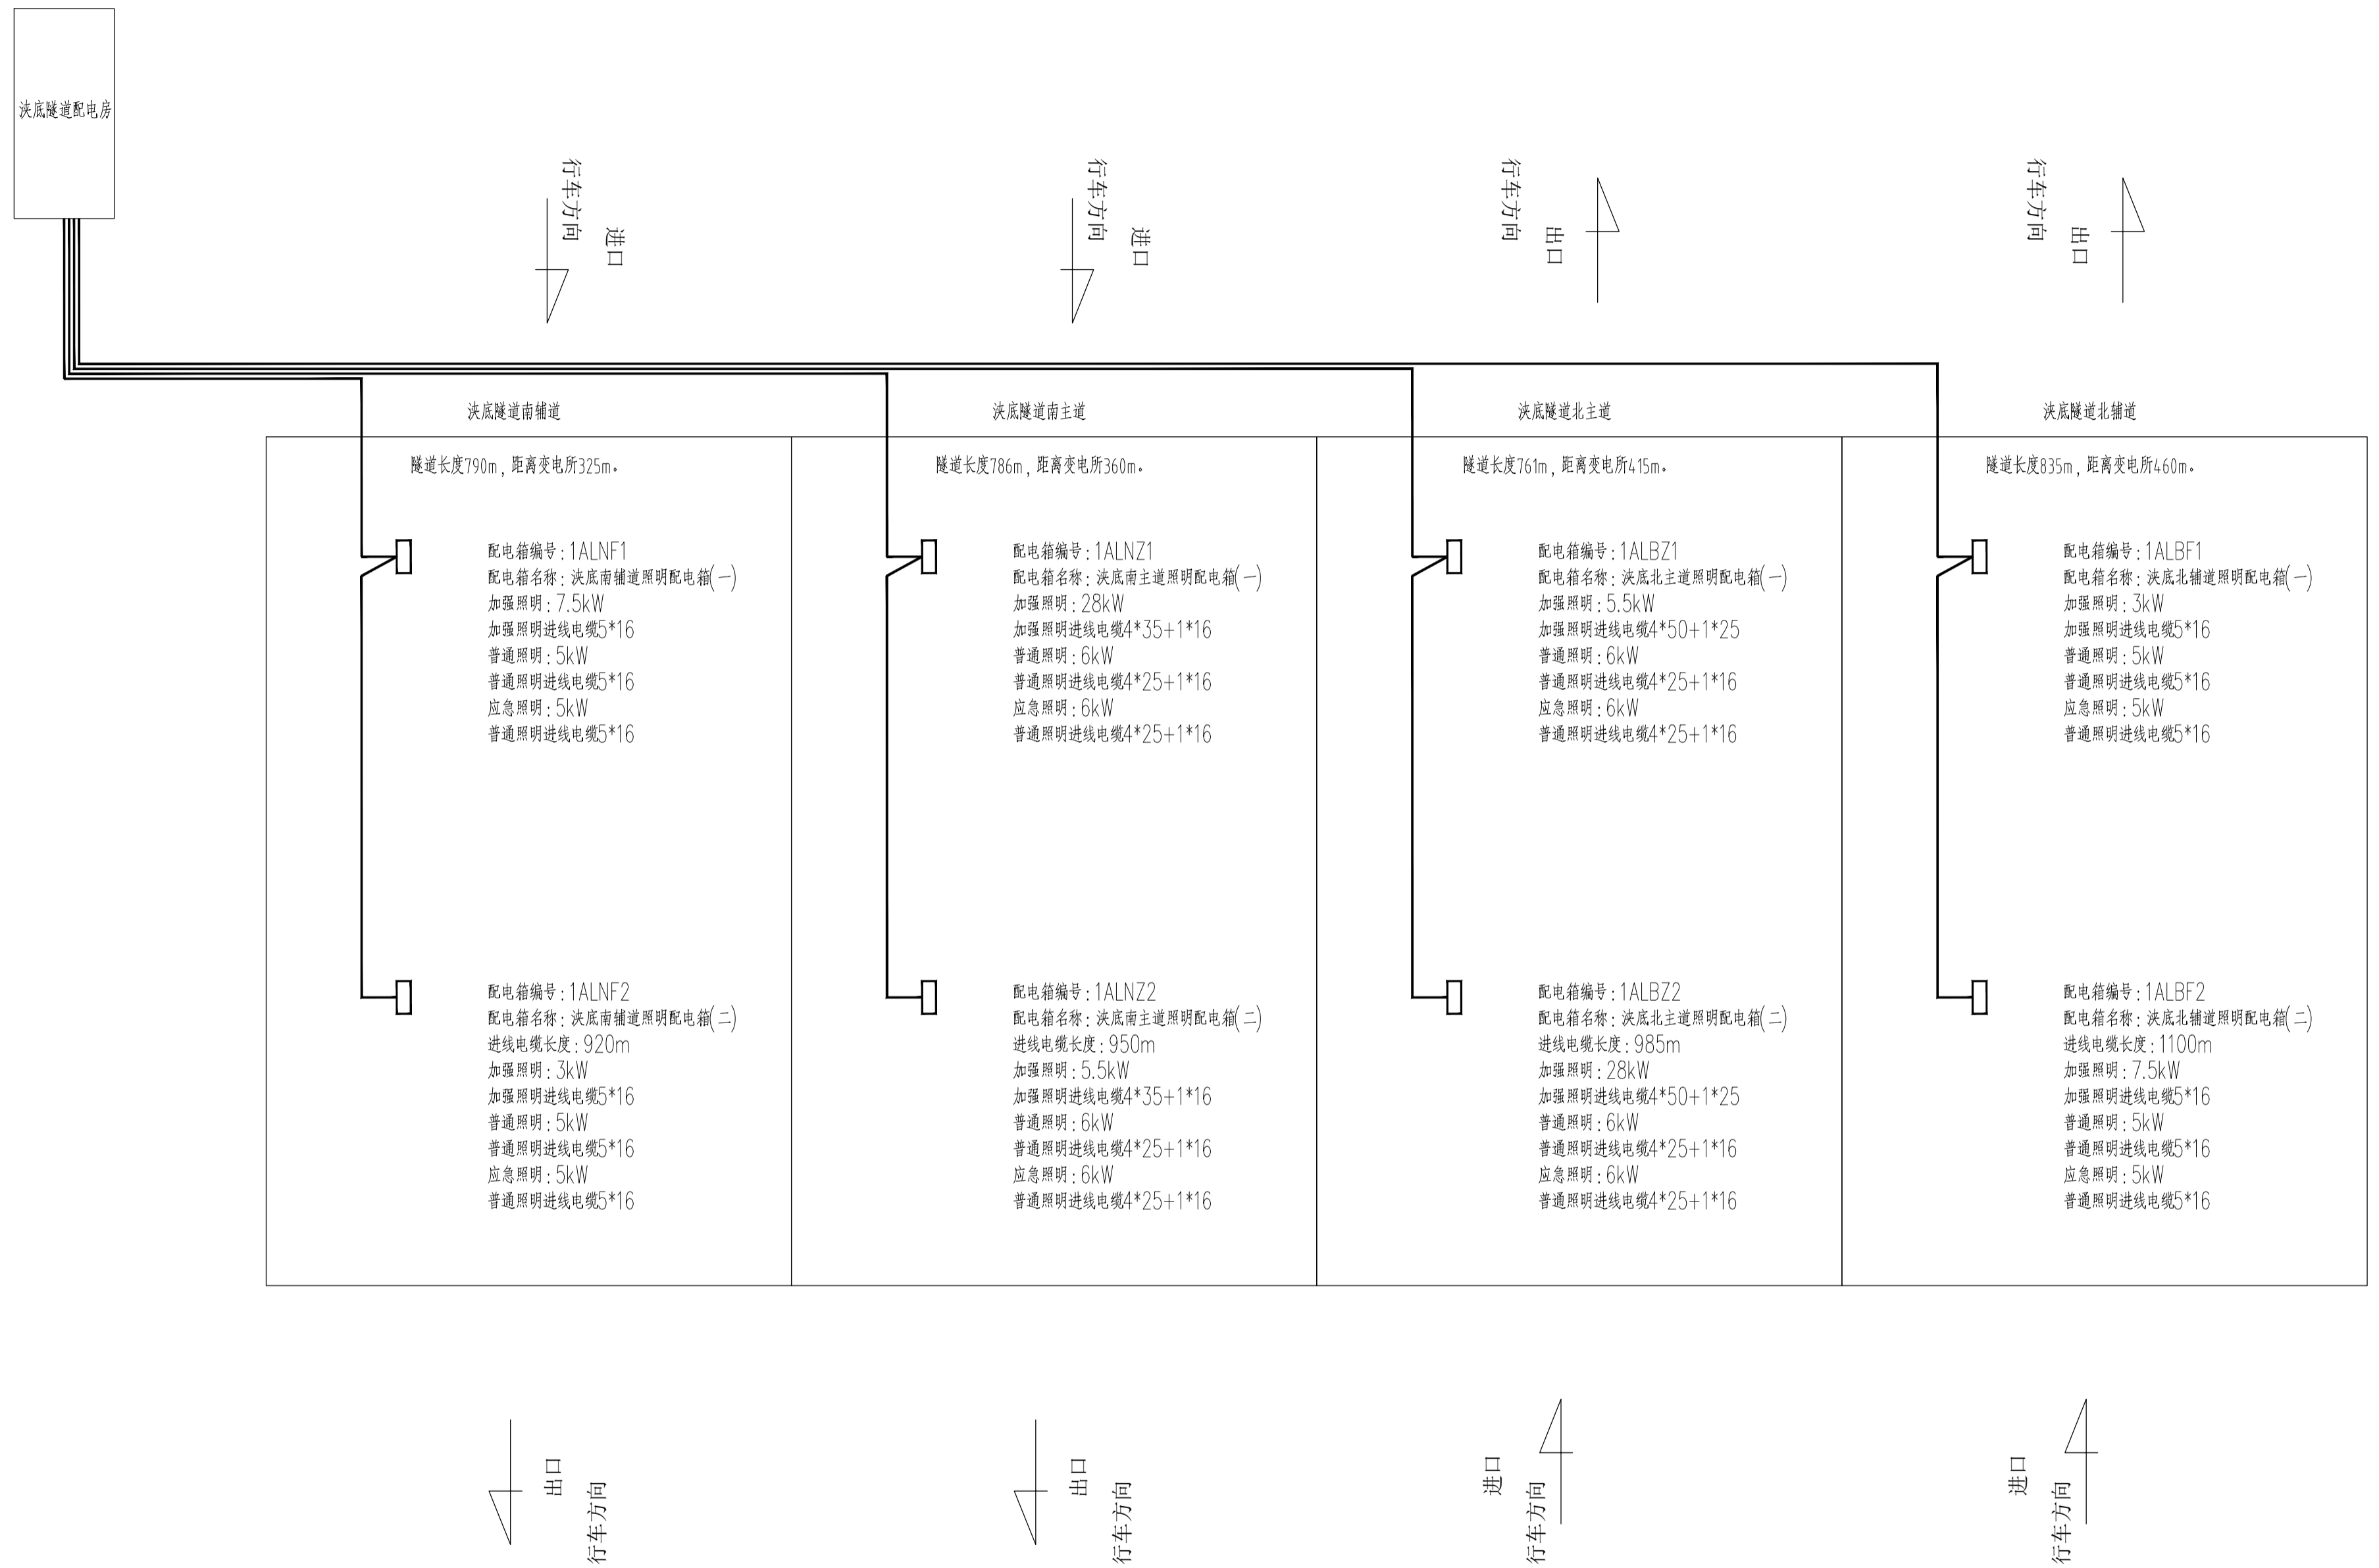 浃底隧道配电房
行车方向
进口
行车方向
进口
行车方向
出口
行车方向
出口
浃底隧道南辅道
浃底隧道南主道
浃底隧道北主道
浃底隧道北辅道
隧道长度790m，距离变电所325m。
隧道长度786m，距离变电所360m。
隧道长度761m，距离变电所415m。
隧道长度835m，距离变电所460m。
配电箱编号：1ALNF1
配电箱名称：浃底南辅道照明配电箱(一)
加强照明：7.5kW
加强照明进线电缆5*16
普通照明：5kW
普通照明进线电缆5*16
应急照明：5kW
普通照明进线电缆5*16
配电箱编号：1ALNZ1
配电箱名称：浃底南主道照明配电箱(一)
加强照明：28kW
加强照明进线电缆4*35+1*16
普通照明：6kW
普通照明进线电缆4*25+1*16
应急照明：6kW
普通照明进线电缆4*25+1*16
配电箱编号：1ALBZ1
配电箱名称：浃底北主道照明配电箱(一)
加强照明：5.5kW
加强照明进线电缆4*50+1*25
普通照明：6kW
普通照明进线电缆4*25+1*16
应急照明：6kW
普通照明进线电缆4*25+1*16
配电箱编号：1ALBF1
配电箱名称：浃底北辅道照明配电箱(一)
加强照明：3kW
加强照明进线电缆5*16
普通照明：5kW
普通照明进线电缆5*16
应急照明：5kW
普通照明进线电缆5*16
配电箱编号：1ALNF2
配电箱名称：浃底南辅道照明配电箱(二)
进线电缆长度：920m
加强照明：3kW
加强照明进线电缆5*16
普通照明：5kW
普通照明进线电缆5*16
应急照明：5kW
普通照明进线电缆5*16
配电箱编号：1ALNZ2
配电箱名称：浃底南主道照明配电箱(二)
进线电缆长度：950m
加强照明：5.5kW
加强照明进线电缆4*35+1*16
普通照明：6kW
普通照明进线电缆4*25+1*16
应急照明：6kW
普通照明进线电缆4*25+1*16
配电箱编号：1ALBZ2
配电箱名称：浃底北主道照明配电箱(二)
进线电缆长度：985m
加强照明：28kW
加强照明进线电缆4*50+1*25
普通照明：6kW
普通照明进线电缆4*25+1*16
应急照明：6kW
普通照明进线电缆4*25+1*16
配电箱编号：1ALBF2
配电箱名称：浃底北辅道照明配电箱(二)
进线电缆长度：1100m
加强照明：7.5kW
加强照明进线电缆5*16
普通照明：5kW
普通照明进线电缆5*16
应急照明：5kW
普通照明进线电缆5*16
出口
行车方向
出口
行车方向
进口
行车方向
进口
行车方向